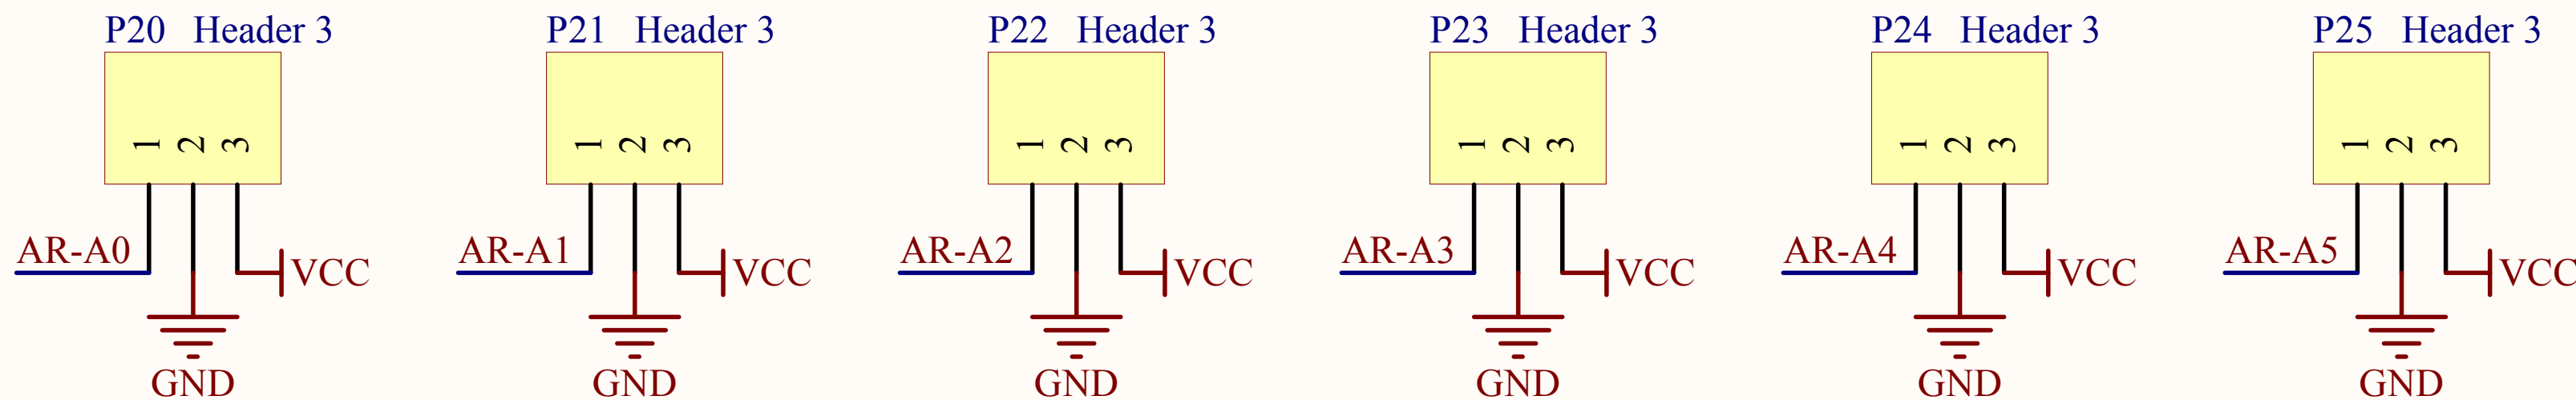 P20 Header 3 P21 Header 3 P22 Header 3 P23 Header 3 P24 Header 3 P25 Header 3
1 2 3 1 2 3 1 2 3 1 2 3 1 2 3 1 2 3
AR-A0 VCC AR-A1 VCC AR-A2 VCC AR-A3 VCC AR-A4 VCC AR-A5 VCC
GND GND GND GND GND GND